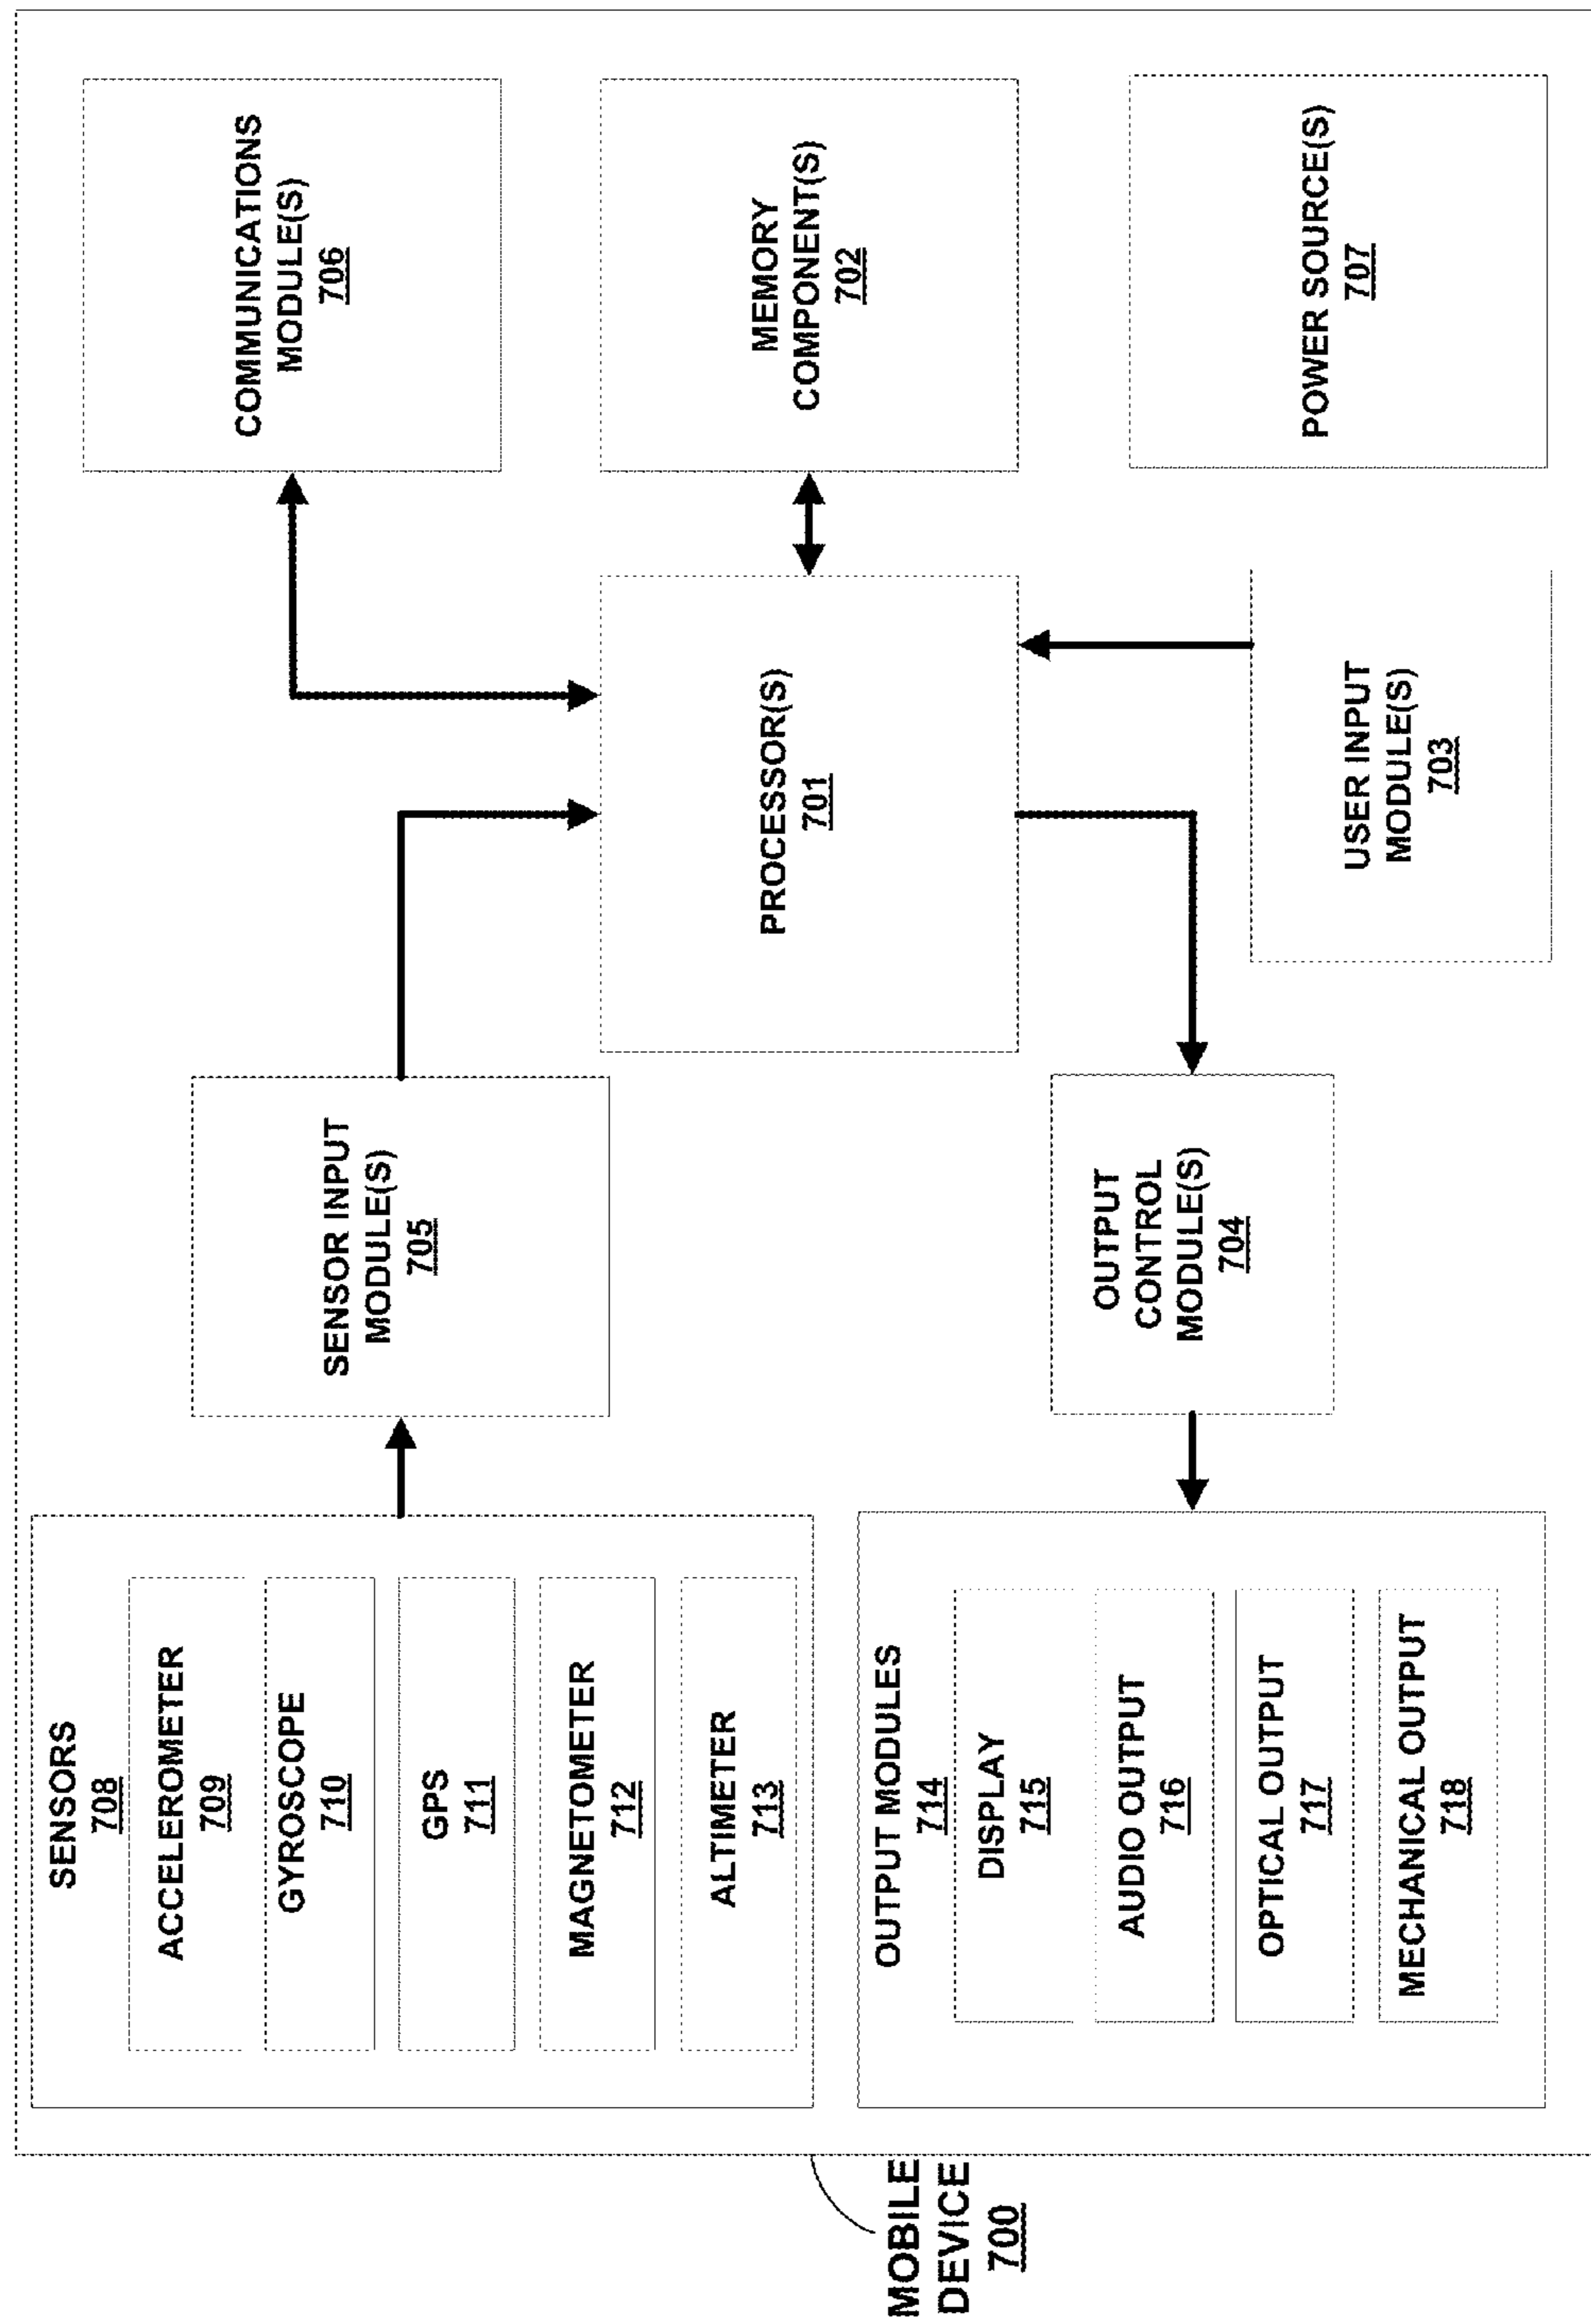 MOBILE
DEVICE
700
SENSORS
708
ACCELEROMETER
709
GYROSCOPE
710
GPS
711
MAGNETOMETER
712
ALTIMETER
713
OUTPUT MODULES
714
DISPLAY
715
AUDIO OUTPUT
716
OPTICAL OUTPUT
717
MECHANICAL OUTPUT
718
SENSOR INPUT
MODULE(S)
705
OUTPUT
CONTROL
MODULE(S)
704
PROCESSOR(S)
701
USER INPUT
MODULE(S)
703
COMMUNICATIONS
MODULE(S)
706
MEMORY
COMPONENT(S)
702
POWER SOURCE(S)
707